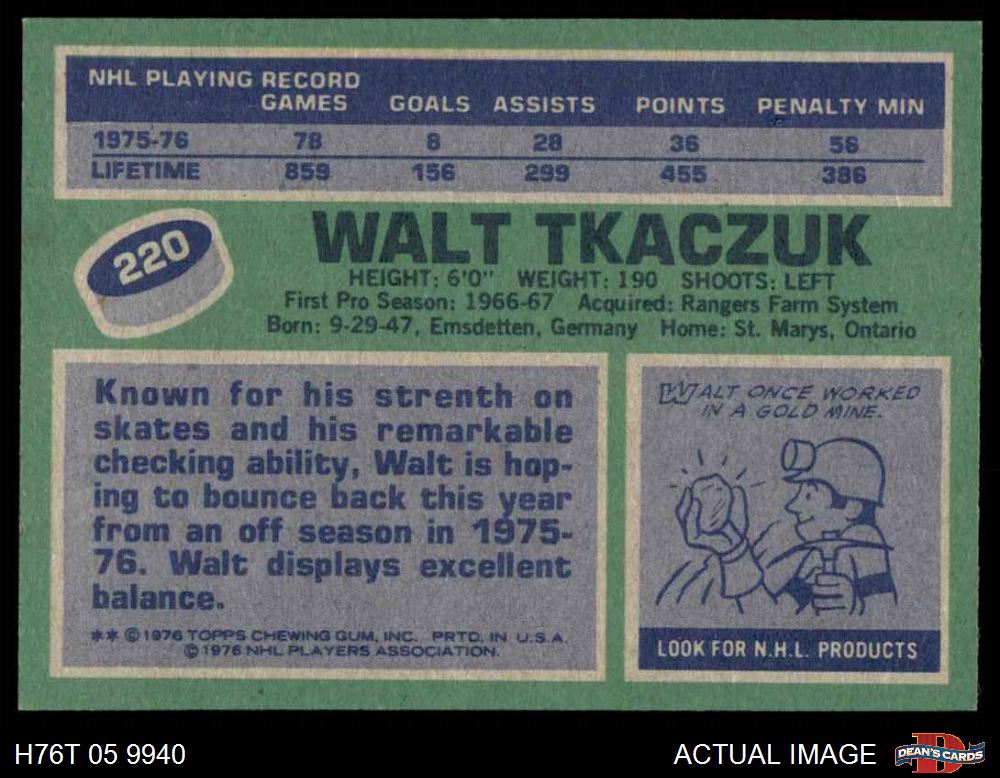 NHL PLAYING RECORD
GAMES GOALS ASSISTS POINTS PENALTY MIN
1975-76 78 8 28 36 56
LIFETIME 859 156 299 455 386
220
WALT TKACZUK
HEIGHT: 6'0" WEIGHT: 190 SHOOTS: LEFT
First Pro Season: 1966-67 Acquired: Rangers Farm System
Born: 9-29-47, Emsdetten, Germany Home: St. Marys, Ontario
Known for his strenth on
skates and his remarkable
checking ability, Walt is hop-
ing to bounce back this year
from an off season in 1975-
76. Walt displays excellent
balance.
** © 1976 TOPPS CHEWING GUM, INC. PRTD. IN U.S.A.
© 1976 NHL PLAYERS ASSOCIATION.
WALT ONCE WORKED
IN A GOLD MINE.
LOOK FOR N.H.L. PRODUCTS
H76T 05 9940
ACTUAL IMAGE
D
DEAN'S CARDS